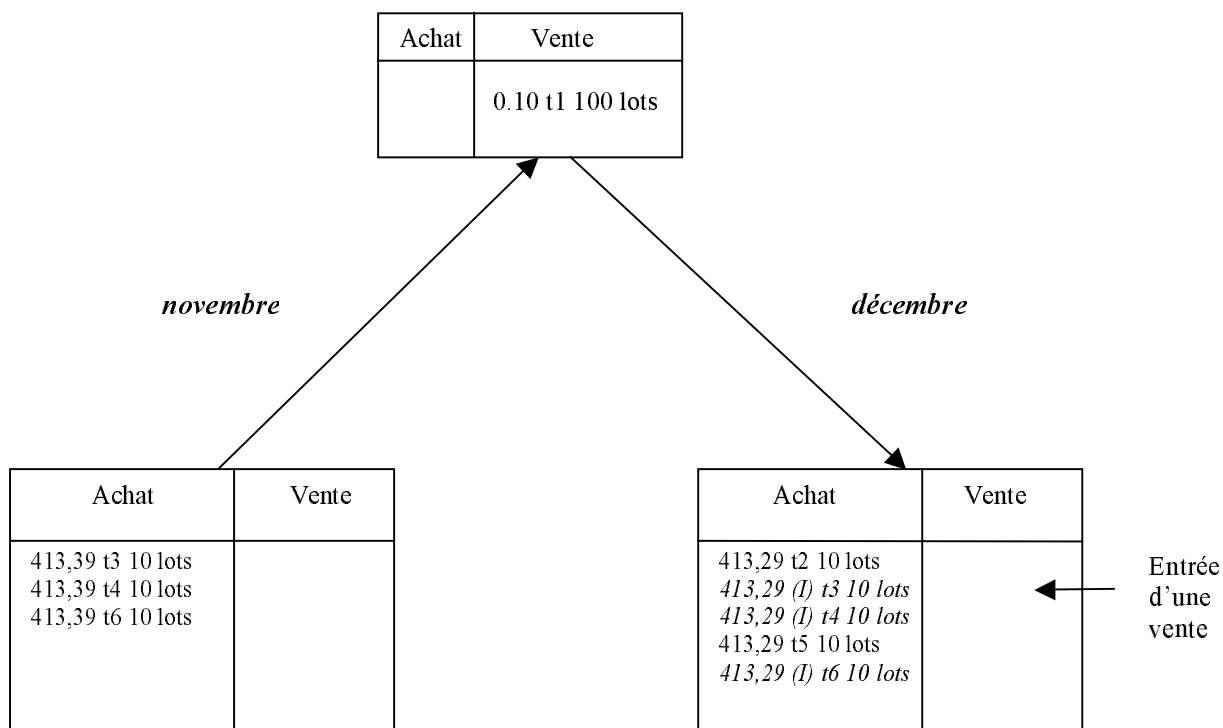 Achat Vente
0.10 t1 100 lots
novembre
décembre
Achat Vente
413,39 t3 10 lots
413,39 t4 10 lots
413,39 t6 10 lots
Achat Vente
413,29 t2 10 lots
413,29 (I) t3 10 lots
413,29 (I) t4 10 lots
413,29 t5 10 lots
413,29 (I) t6 10 lots
Entrée
d'une
vente